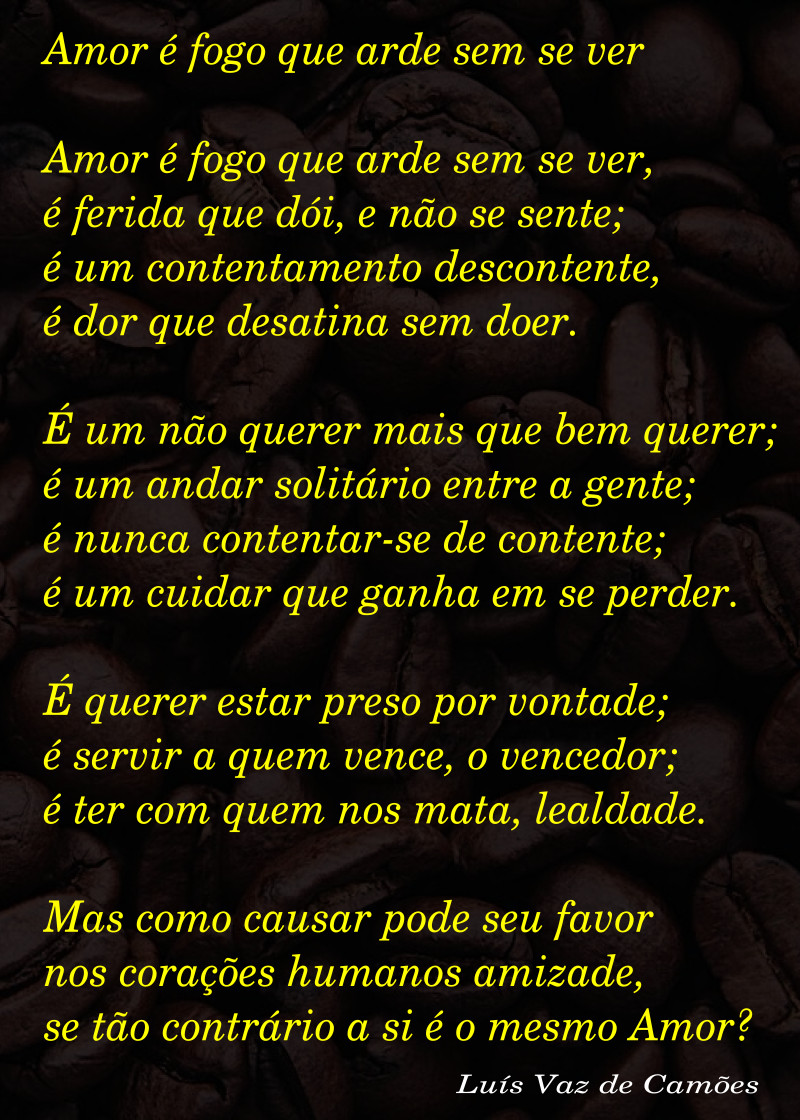 Amor é fogo que arde sem se ver
Amor é fogo que arde sem se ver,
é ferida que dói, e não se sente;
é um contentamento descontente,
é dor que desatina sem doer.
É um não querer mais que bem querer;
é um andar solitário entre a gente;
é nunca contentar-se de contente;
é um cuidar que ganha em se perder.
É querer estar preso por vontade;
é servir a quem vence, o vencedor;
é ter com quem nos mata, lealdade.
Mas como causar pode seu favor
nos corações humanos amizade,
se tão contrário a si é o mesmo Amor?
Luís Vaz de Camões